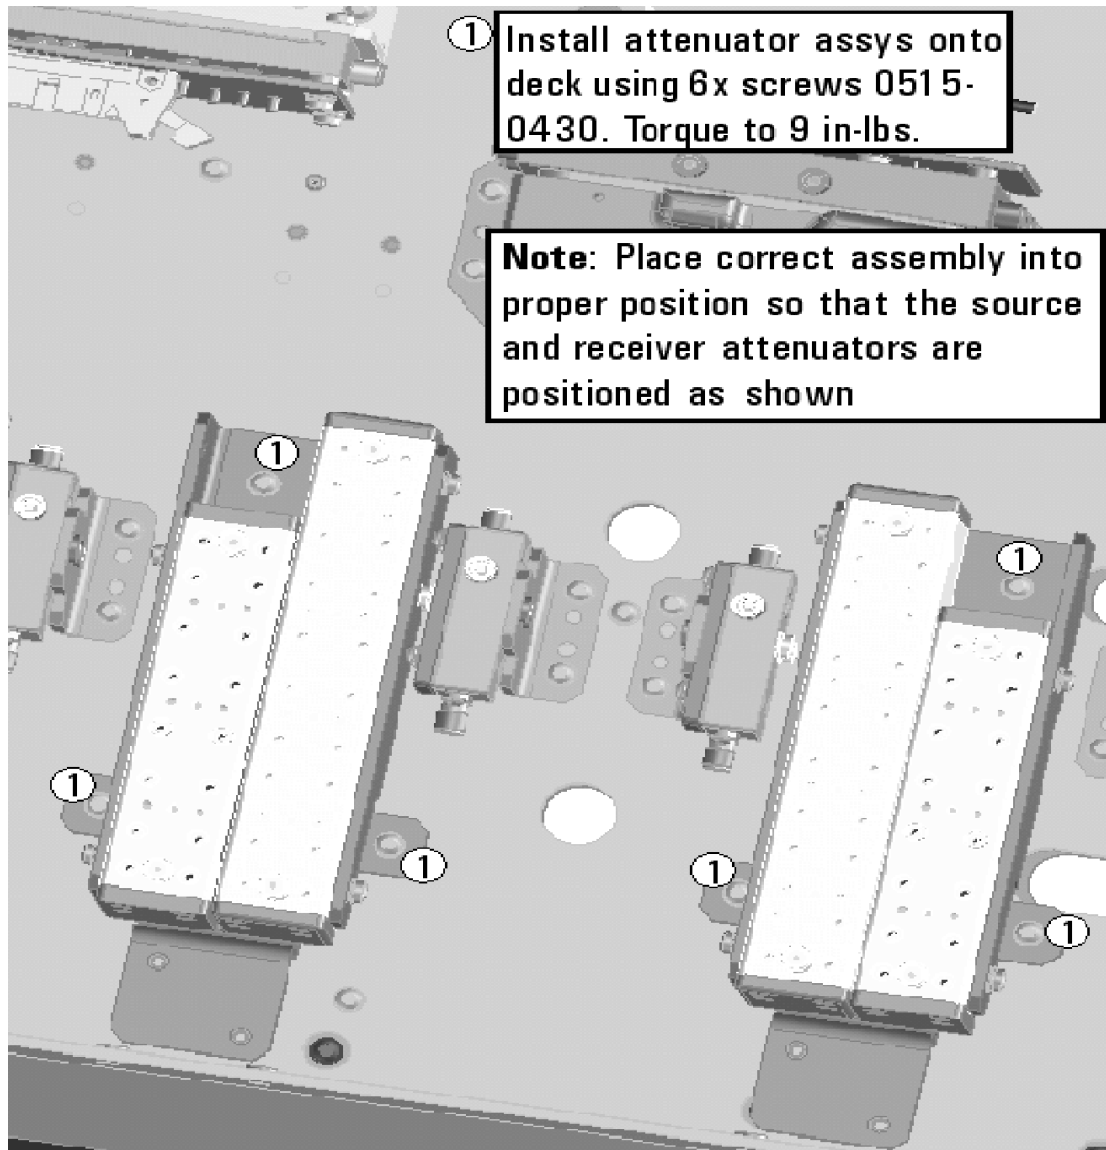 1 Install attenuator assys onto
deck using 6x screws 0515-
0430. Torque to 9 in-lbs.
Note: Place correct assembly into
proper position so that the source
and receiver attenuators are
positioned as shown
1
1
1
1
1
1